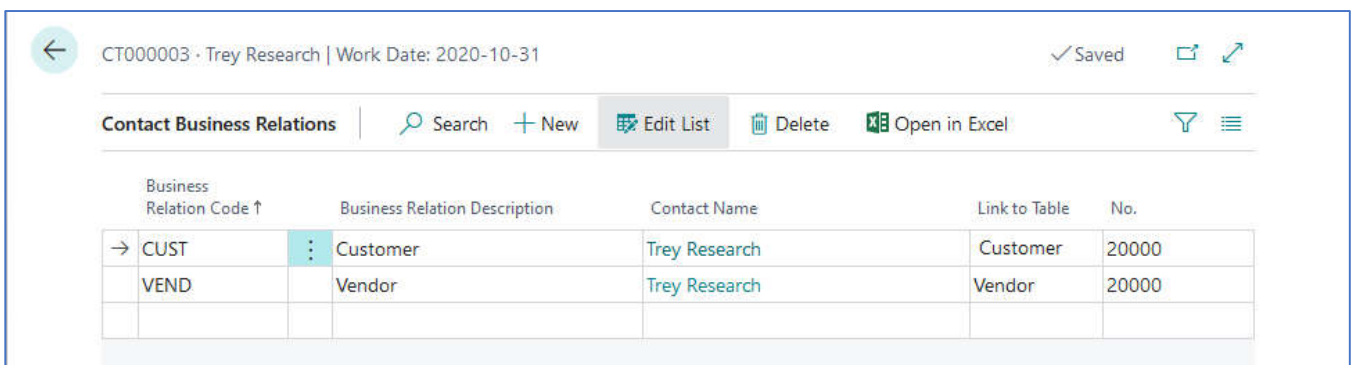 CT000003 · Trey Research | Work Date: 2020-10-31 ✓ Saved
Contact Business Relations Search + New Edit List Delete Open in Excel
Business
Relation Code ↑ Business Relation Description Contact Name Link to Table No.
→ CUST Customer Trey Research Customer 20000
VEND Vendor Trey Research Vendor 20000